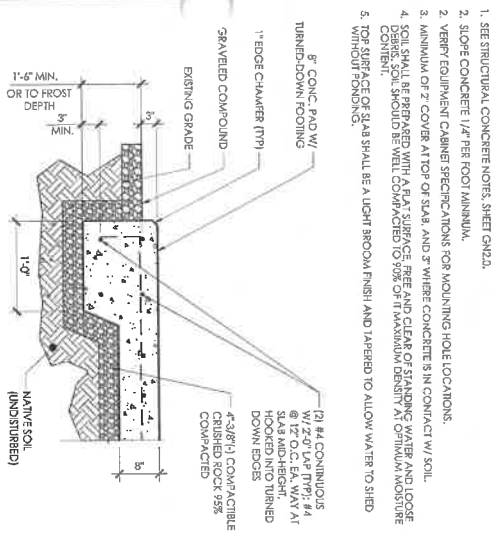 1. SEE STRUCTURAL CONCRETE NOTES, SHEET GN2.0.
2. SLOPE CONCRETE 1/4" PER FOOT MINIMUM.
2. VERIFY EQUIPMENT CABINET SPECIFICATIONS FOR MOUNTING HOLE LOCATIONS.
3. MINIMUM OF 2" COVER AT TOP OF SLAB, AND 3" WHERE CONCRETE IS IN CONTACT W/ SOIL.
4. SOIL SHALL BE PREPARED WITH A FLAT SURFACE, FREE AND CLEAR OF STANDING WATER AND LOOSE
DEBRIS. SOIL SHOULD BE WELL COMPACTED TO 90% OF IT MAXIMUM DENSITY AT OPTIMUM MOISTURE
CONTENT.
5. TOP SURFACE OF SLAB SHALL BE A LIGHT BROOM FINISH AND TAPERED TO ALLOW WATER TO SHED
WITHOUT PONDING.
8" CONC. PAD W/
TURNED-DOWN FOOTING
1" EDGE CHAMFER (TYP)
GRAVELED COMPOUND
EXISTING GRADE
1'-6" MIN.
OR TO FROST
DEPTH
3"
MIN.
3"
1'-0"
8"
(2) #4 CONTINUOUS
W/ 2'-0" LAP (TYP); #4
@ 12" O.C. EA. WAY AT
SLAB MID-HEIGHT,
HOOKED INTO TURNED
DOWN EDGES
4"-3/8"(-) COMPACTIBLE
CRUSHED ROCK 95%
COMPACTED
NATIVE SOIL
(UNDISTURBED)